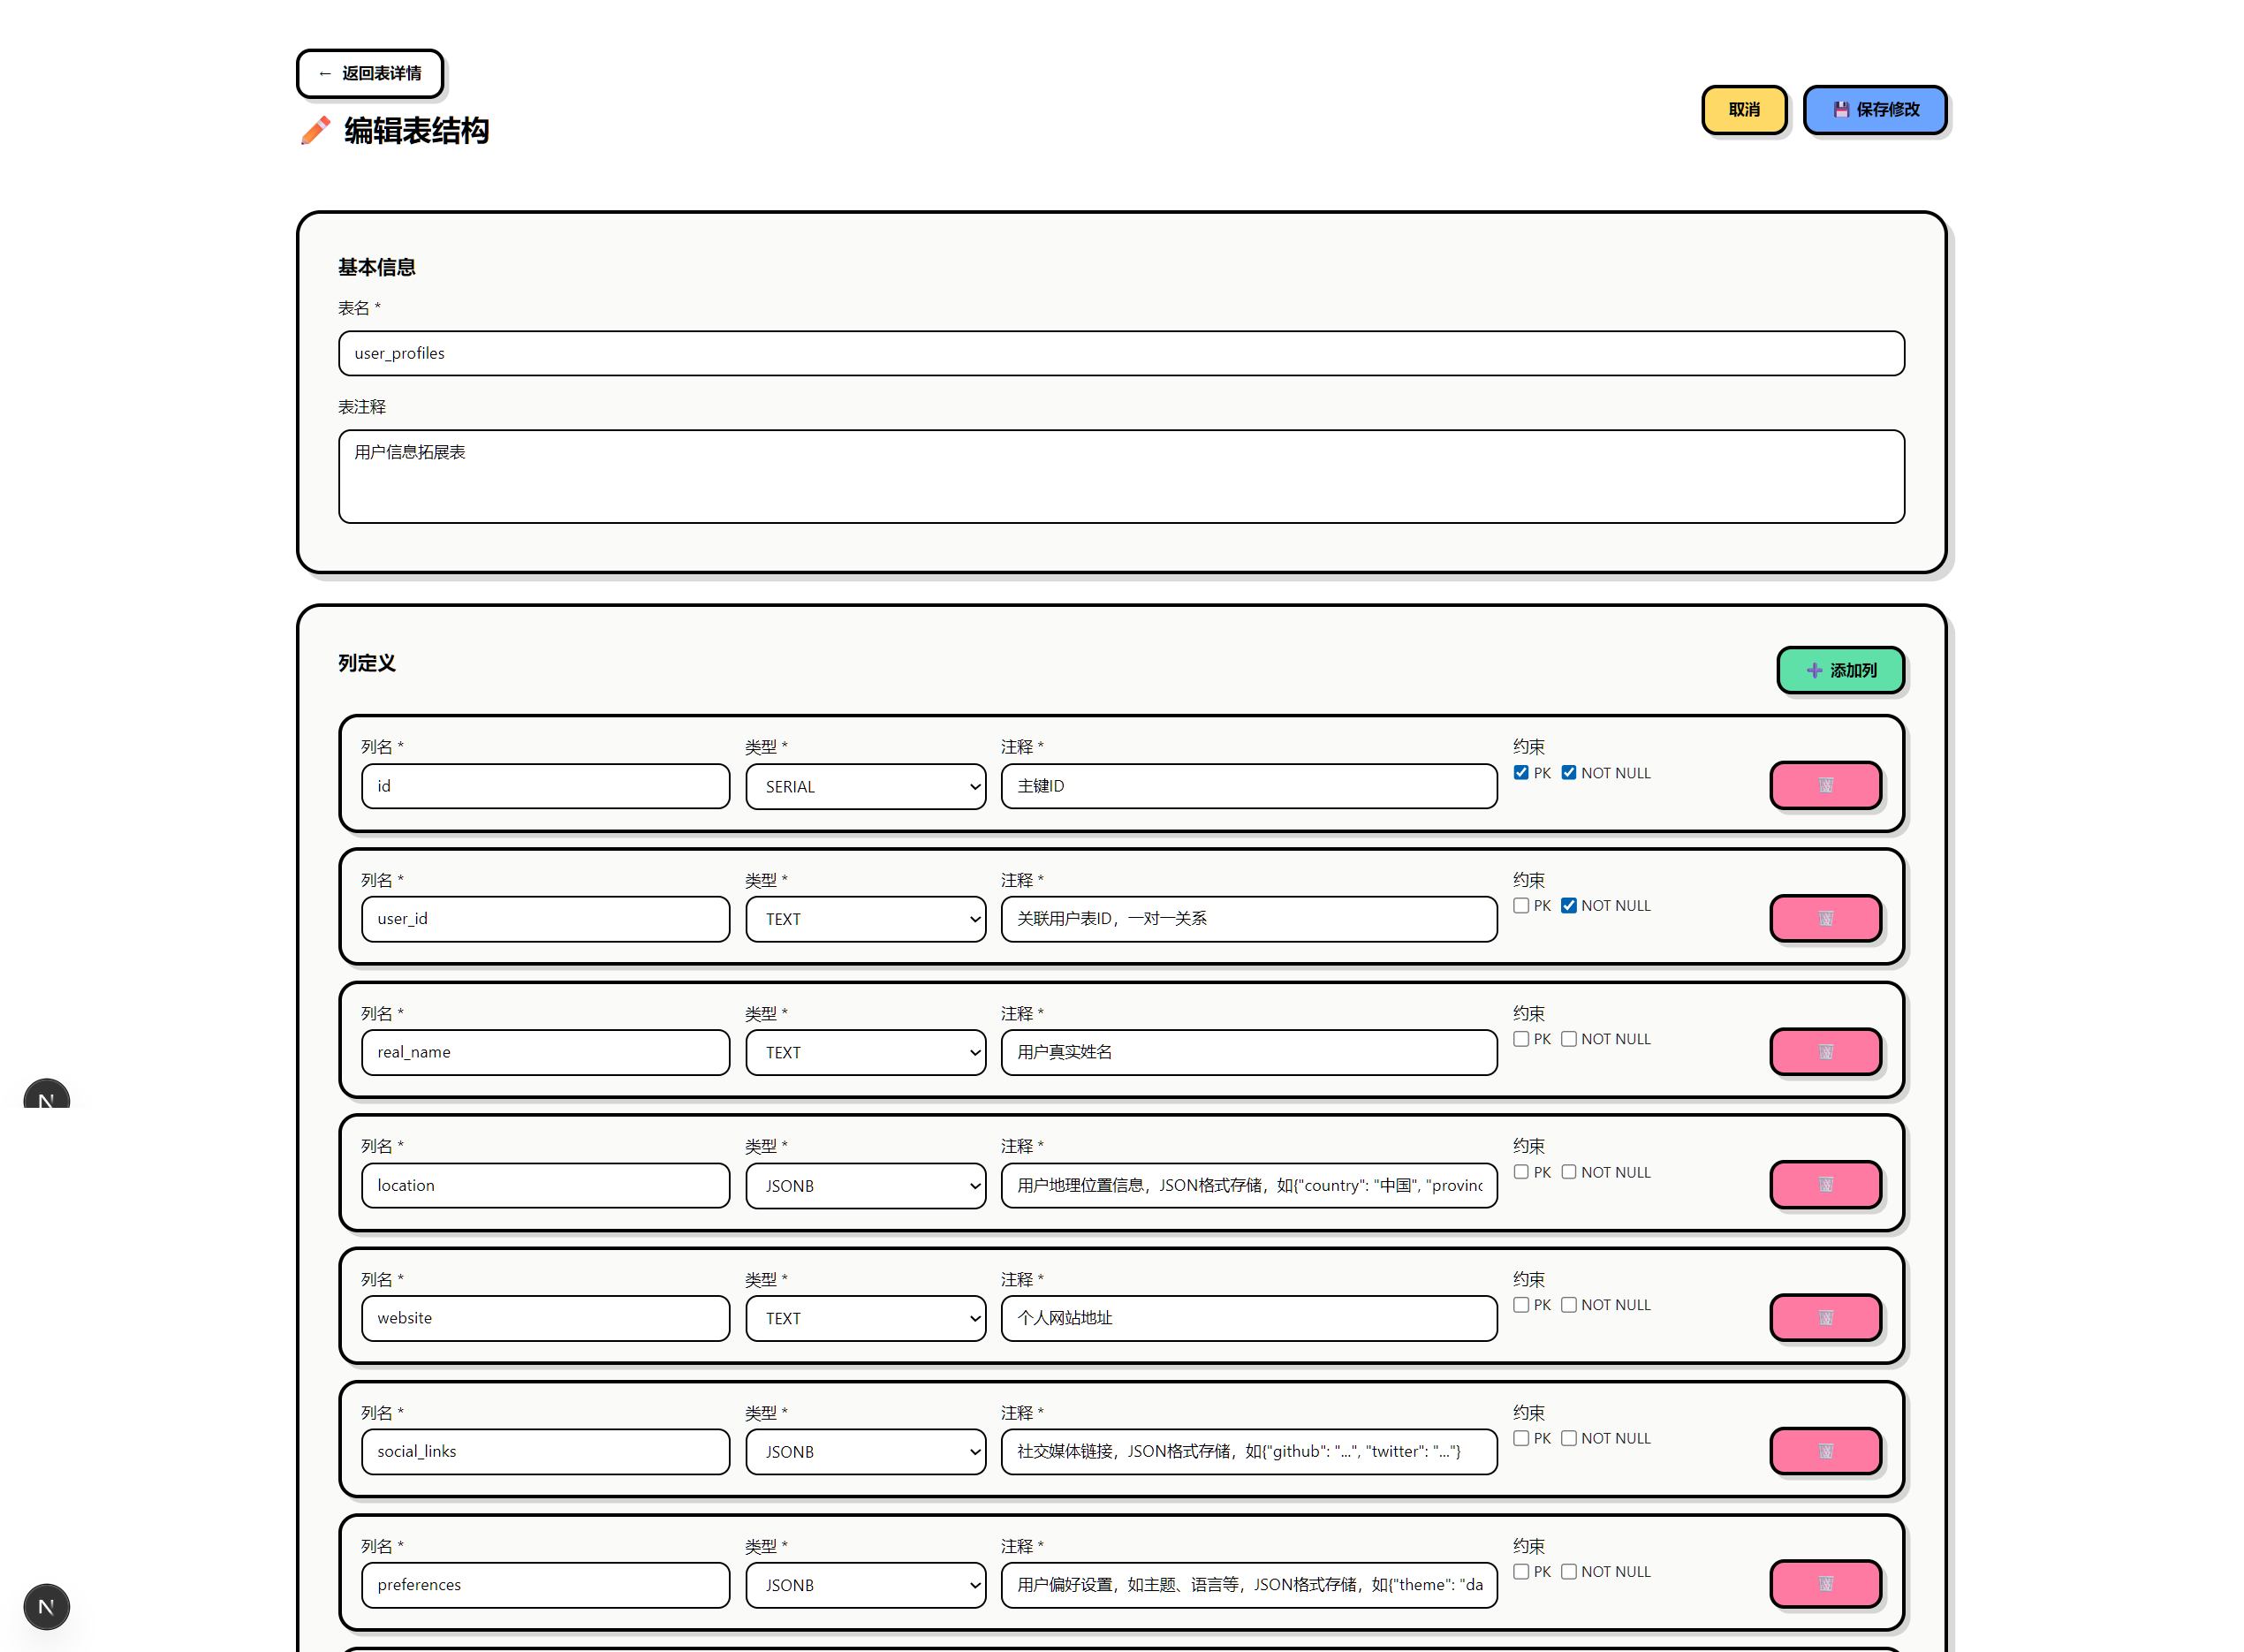 ← 返回表详情
编辑表结构
取消
保存修改
基本信息
表名 *
user_profiles
表注释
用户信息拓展表
列定义
添加列
列名 * 类型 * 注释 * 约束
id SERIAL 主键ID PK NOT NULL
列名 * 类型 * 注释 * 约束
user_id TEXT 关联用户表ID，一对一关系 PK NOT NULL
列名 * 类型 * 注释 * 约束
real_name TEXT 用户真实姓名 PK NOT NULL
N
列名 * 类型 * 注释 * 约束
location JSONB 用户地理位置信息，JSON格式存储，如{"country": "中国", "provinc PK NOT NULL
列名 * 类型 * 注释 * 约束
website TEXT 个人网站地址 PK NOT NULL
列名 * 类型 * 注释 * 约束
social_links JSONB 社交媒体链接，JSON格式存储，如{"github": "...", "twitter": "..."} PK NOT NULL
列名 * 类型 * 注释 * 约束
preferences JSONB 用户偏好设置，如主题、语言等，JSON格式存储，如{"theme": "da PK NOT NULL
N